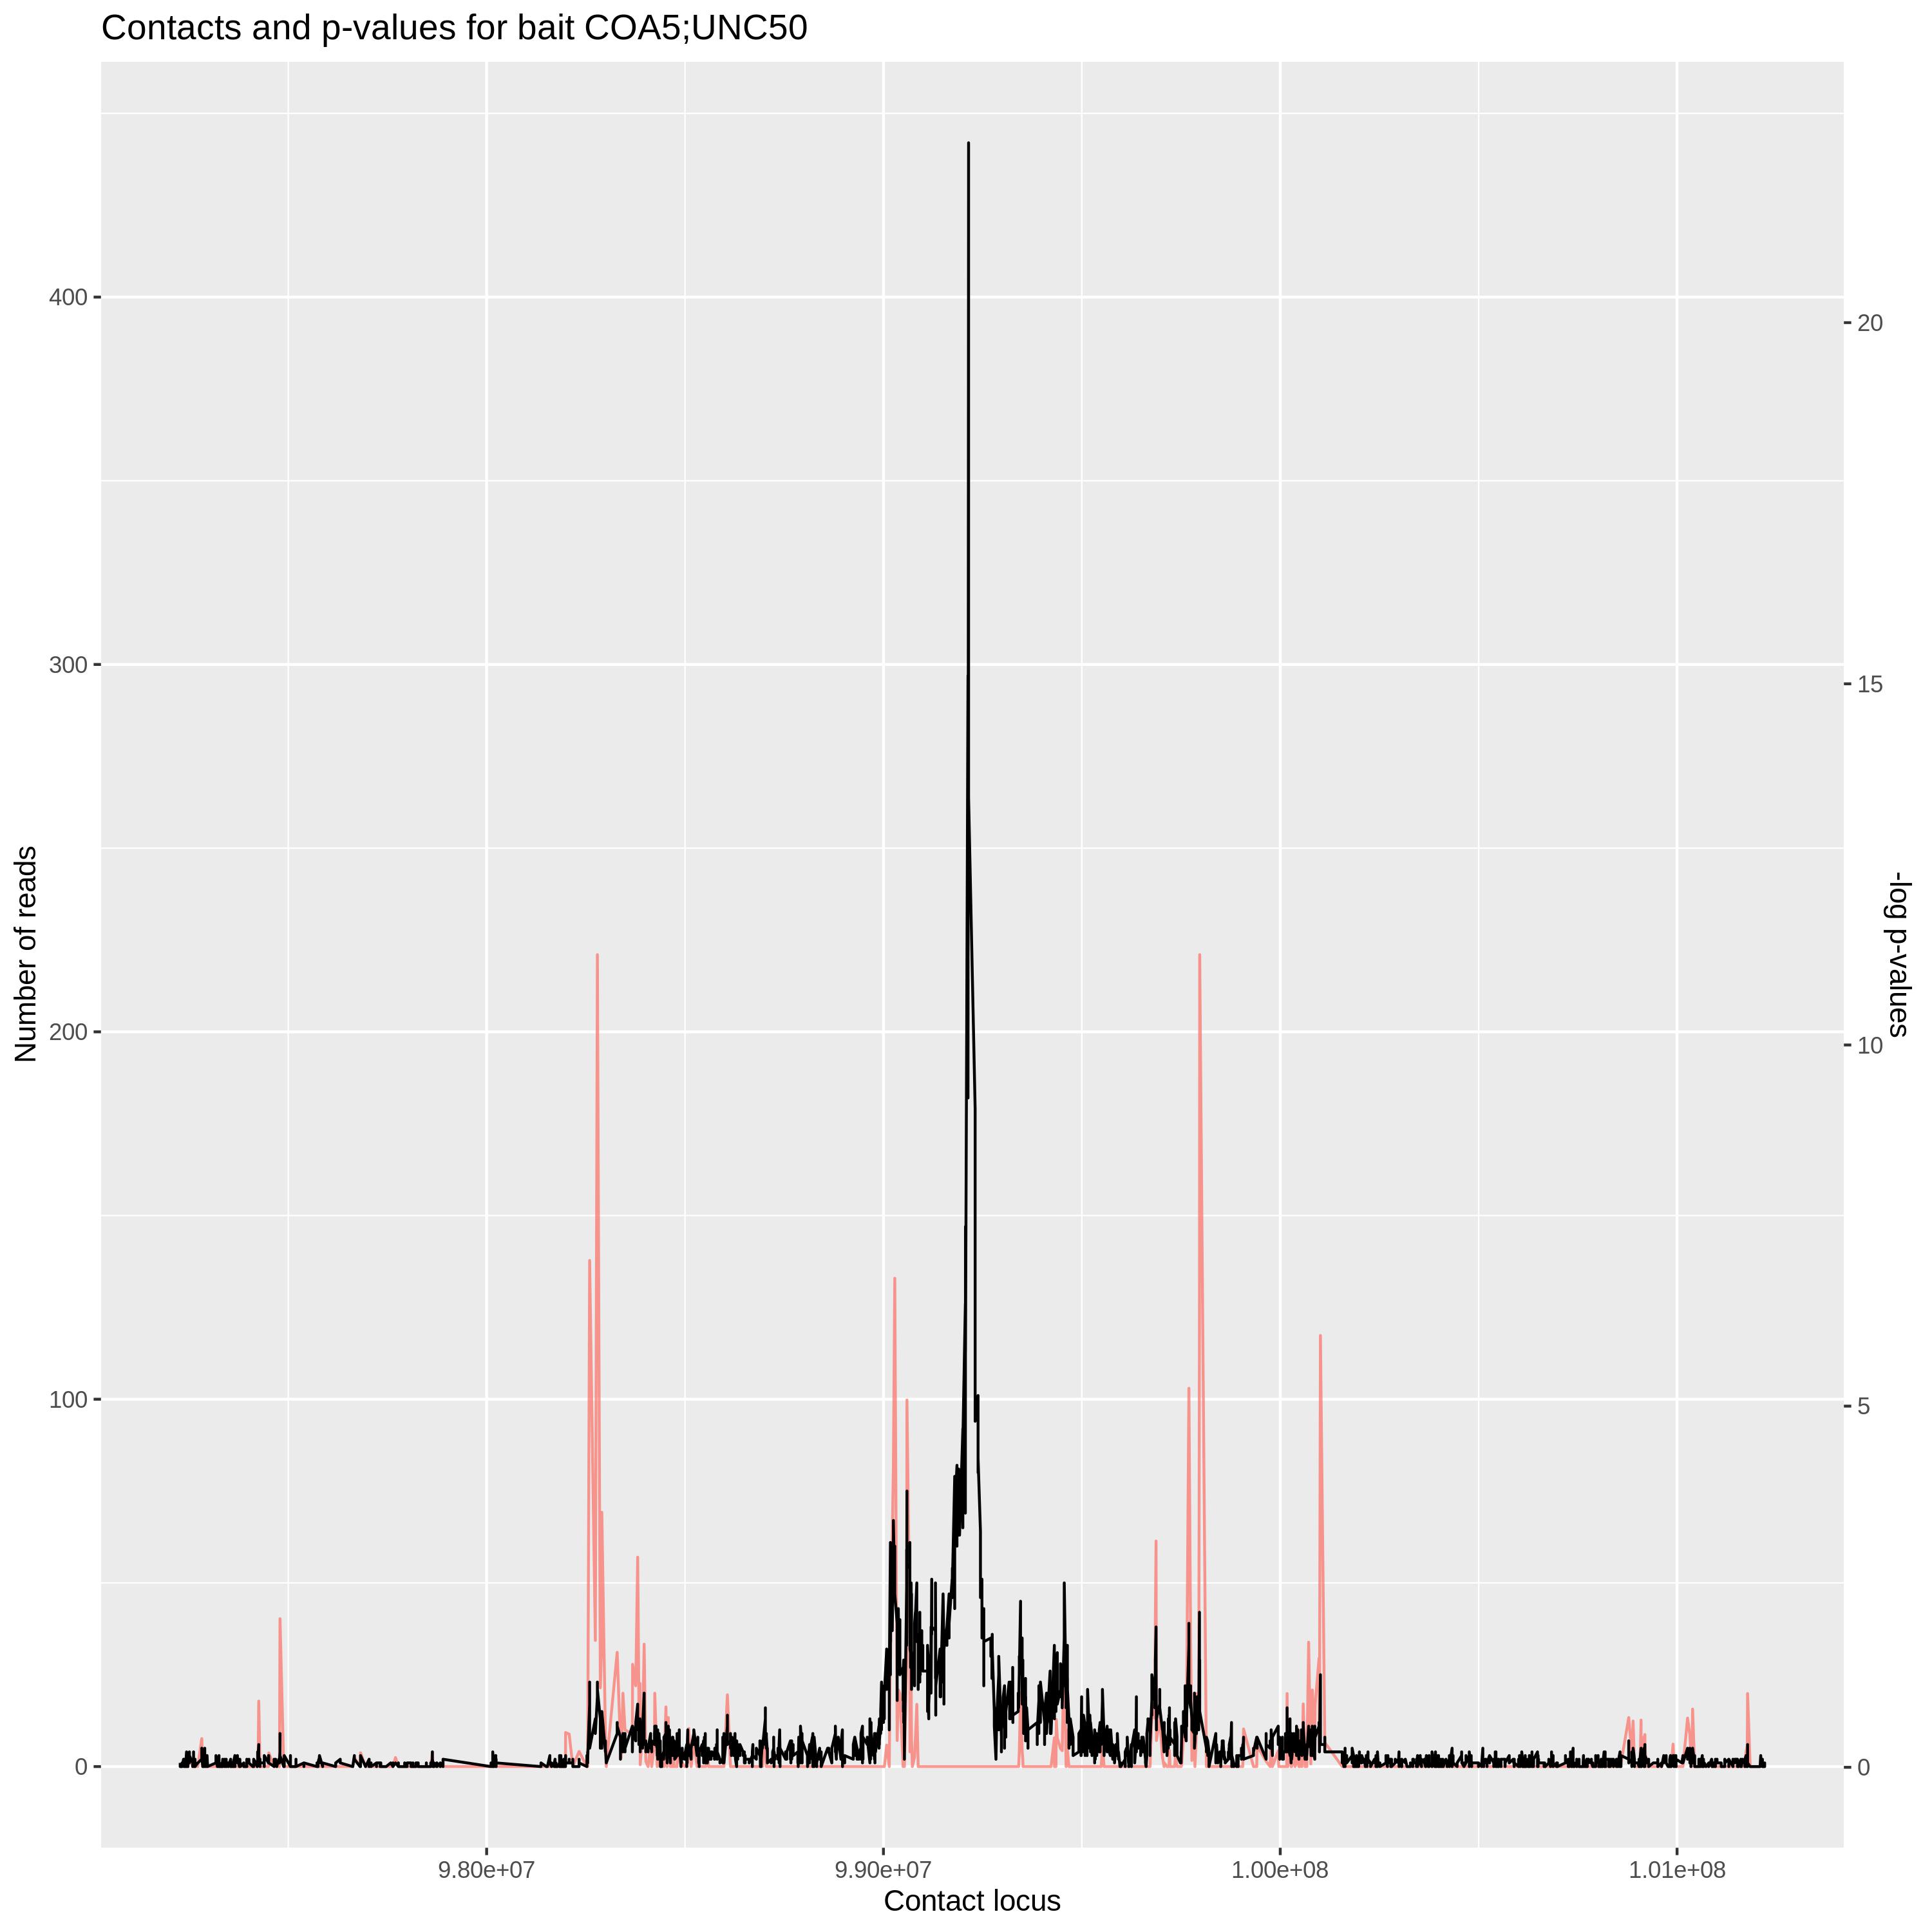 Contacts and p-values for bait COA5;UNC50
Number of reads
400
300
200
100
0
20
15
10
5
0
-log p-values
9.80e+07
9.90e+07
1.00e+08
1.01e+08
Contact locus